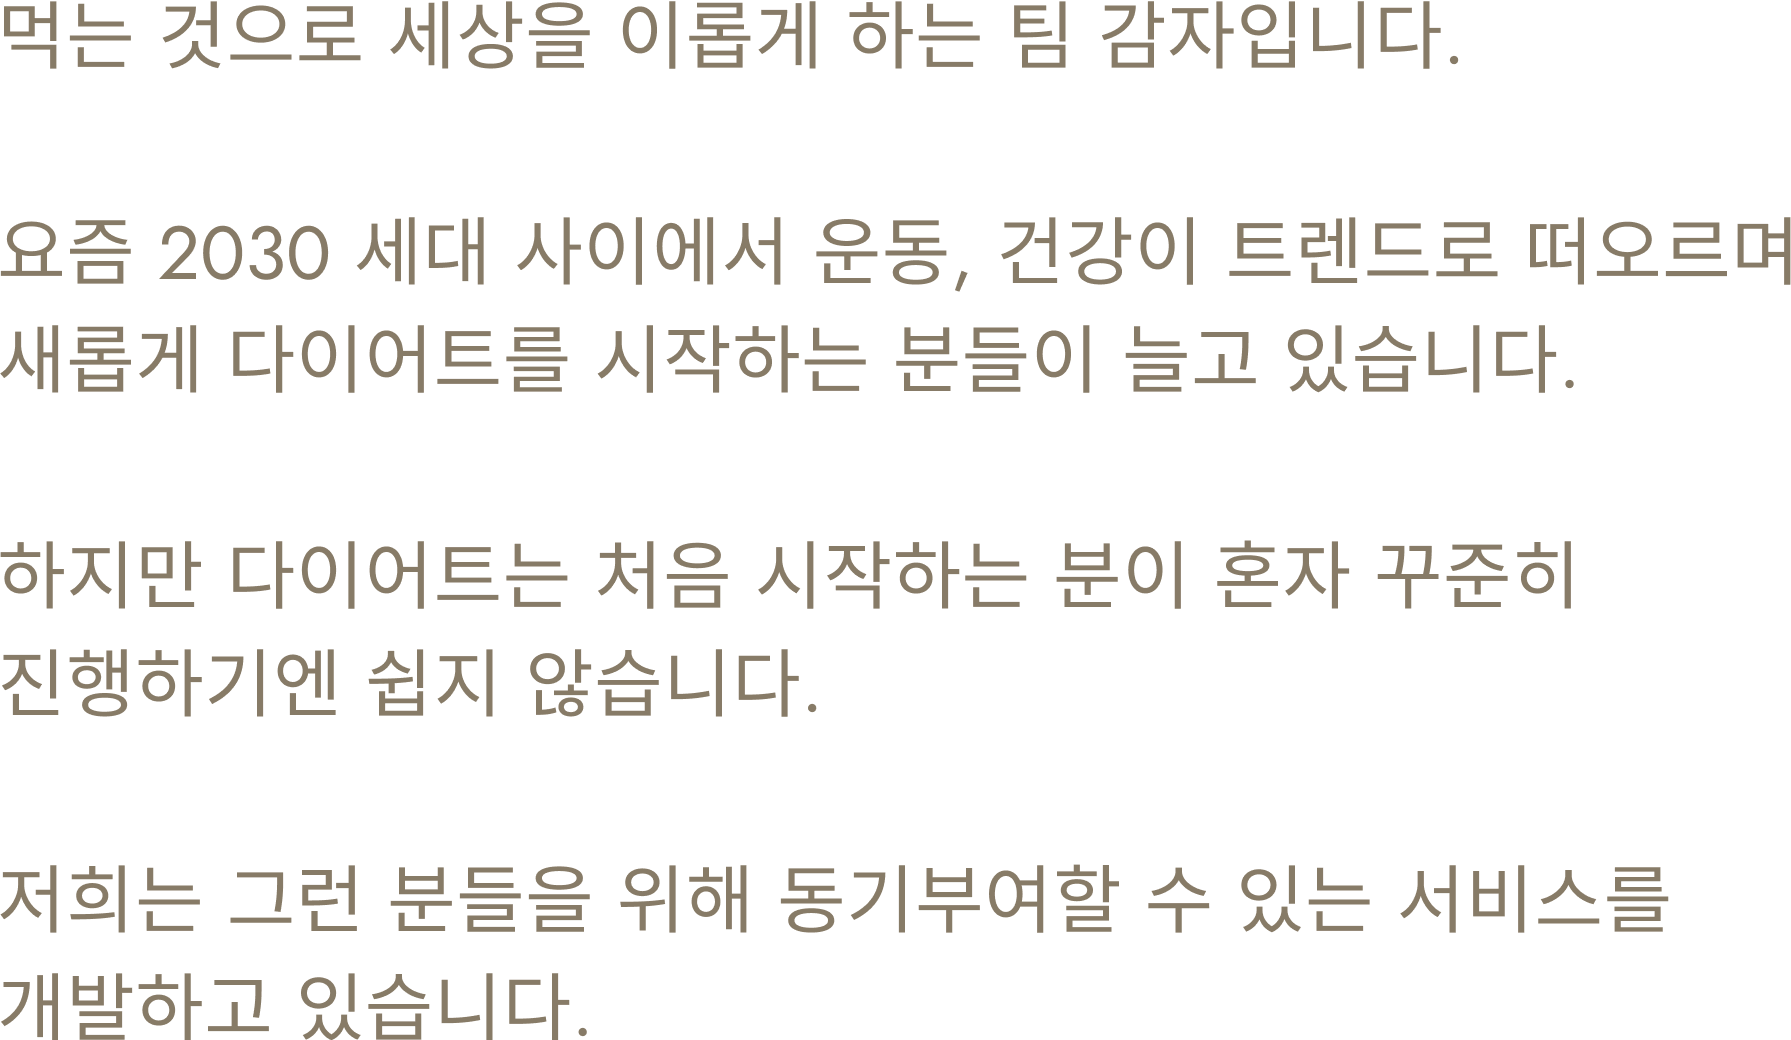 먹는 것으로 세상을 이롭게 하는 팀 감자입니다.
요즘 2030 세대 사이에서 운동, 건강이 트렌드로 떠오르며
새롭게 다이어트를 시작하는 분들이 늘고 있습니다.
하지만 다이어트는 처음 시작하는 분이 혼자 꾸준히
진행하기엔 쉽지 않습니다.
저희는 그런 분들을 위해 동기부여할 수 있는 서비스를
개발하고 있습니다.